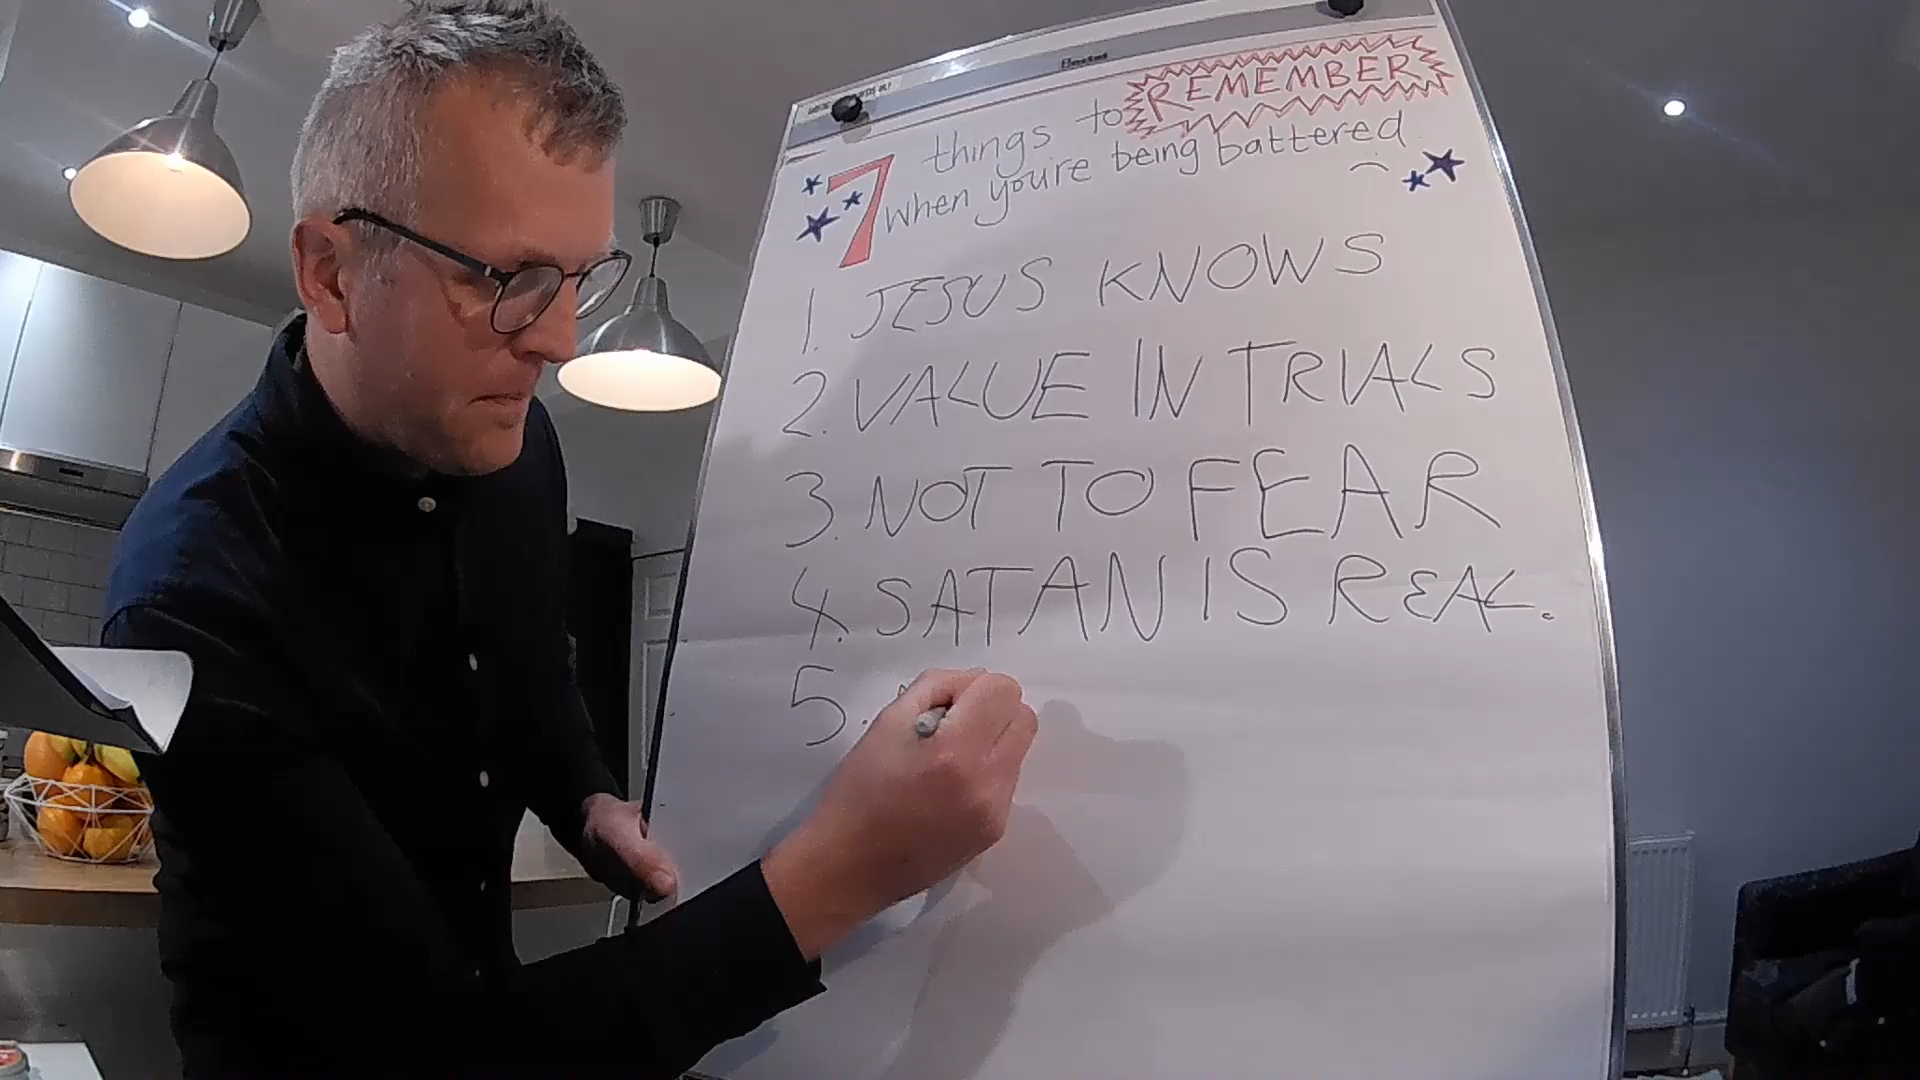 things to REMEMBER
7 when you're being battered
1. JESUS KNOWS
2. VALUE IN TRIALS
3. NOT TO FEAR
4. SATAN IS REAL.
5.